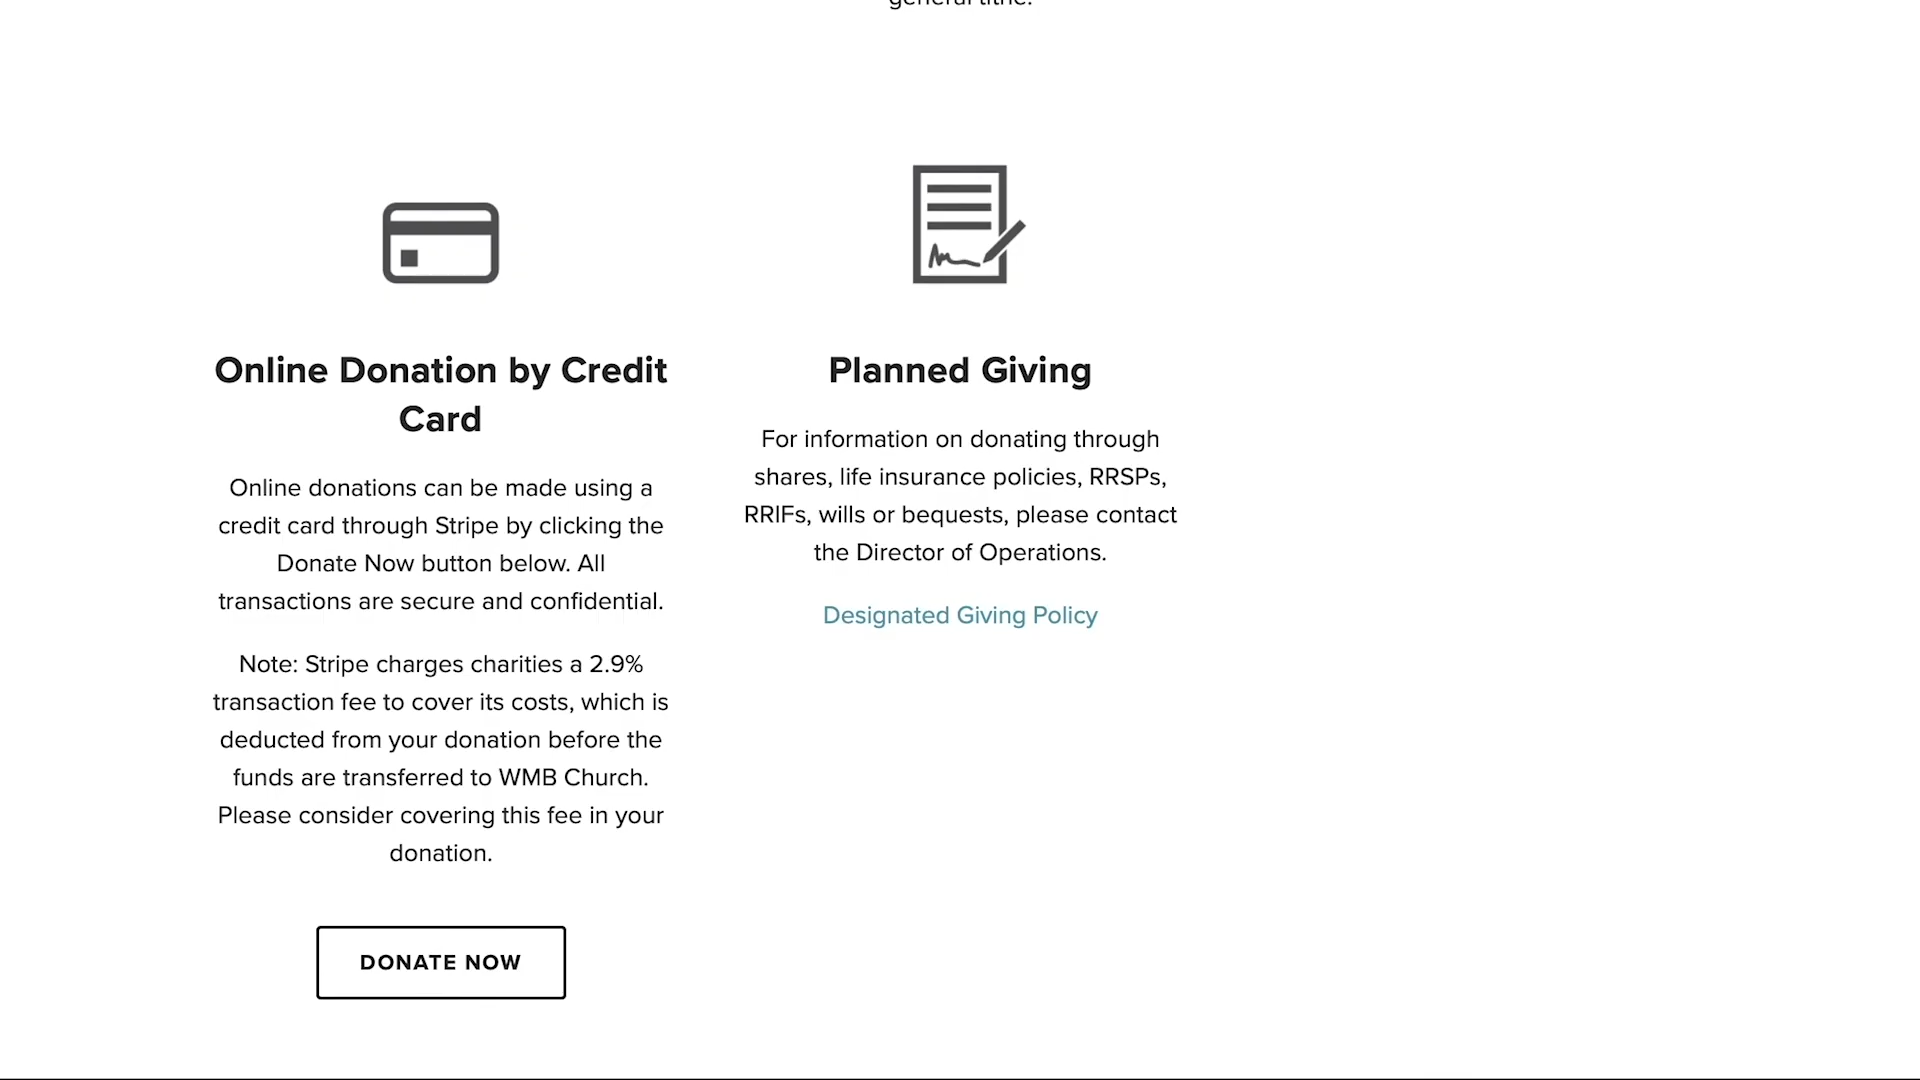 general tithe.
Online Donation by Credit
Card
Online donations can be made using a
credit card through Stripe by clicking the
Donate Now button below. All
transactions are secure and confidential.
Note: Stripe charges charities a 2.9%
transaction fee to cover its costs, which is
deducted from your donation before the
funds are transferred to WMB Church.
Please consider covering this fee in your
donation.
DONATE NOW
Planned Giving
For information on donating through
shares, life insurance policies, RRSPs,
RRIFs, wills or bequests, please contact
the Director of Operations.
Designated Giving Policy